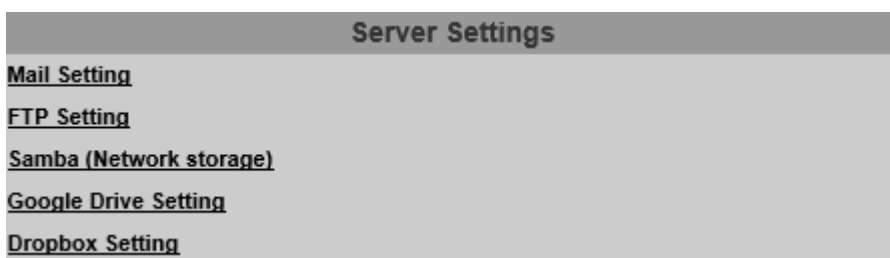 Server Settings
Mail Setting
FTP Setting
Samba (Network storage)
Google Drive Setting
Dropbox Setting